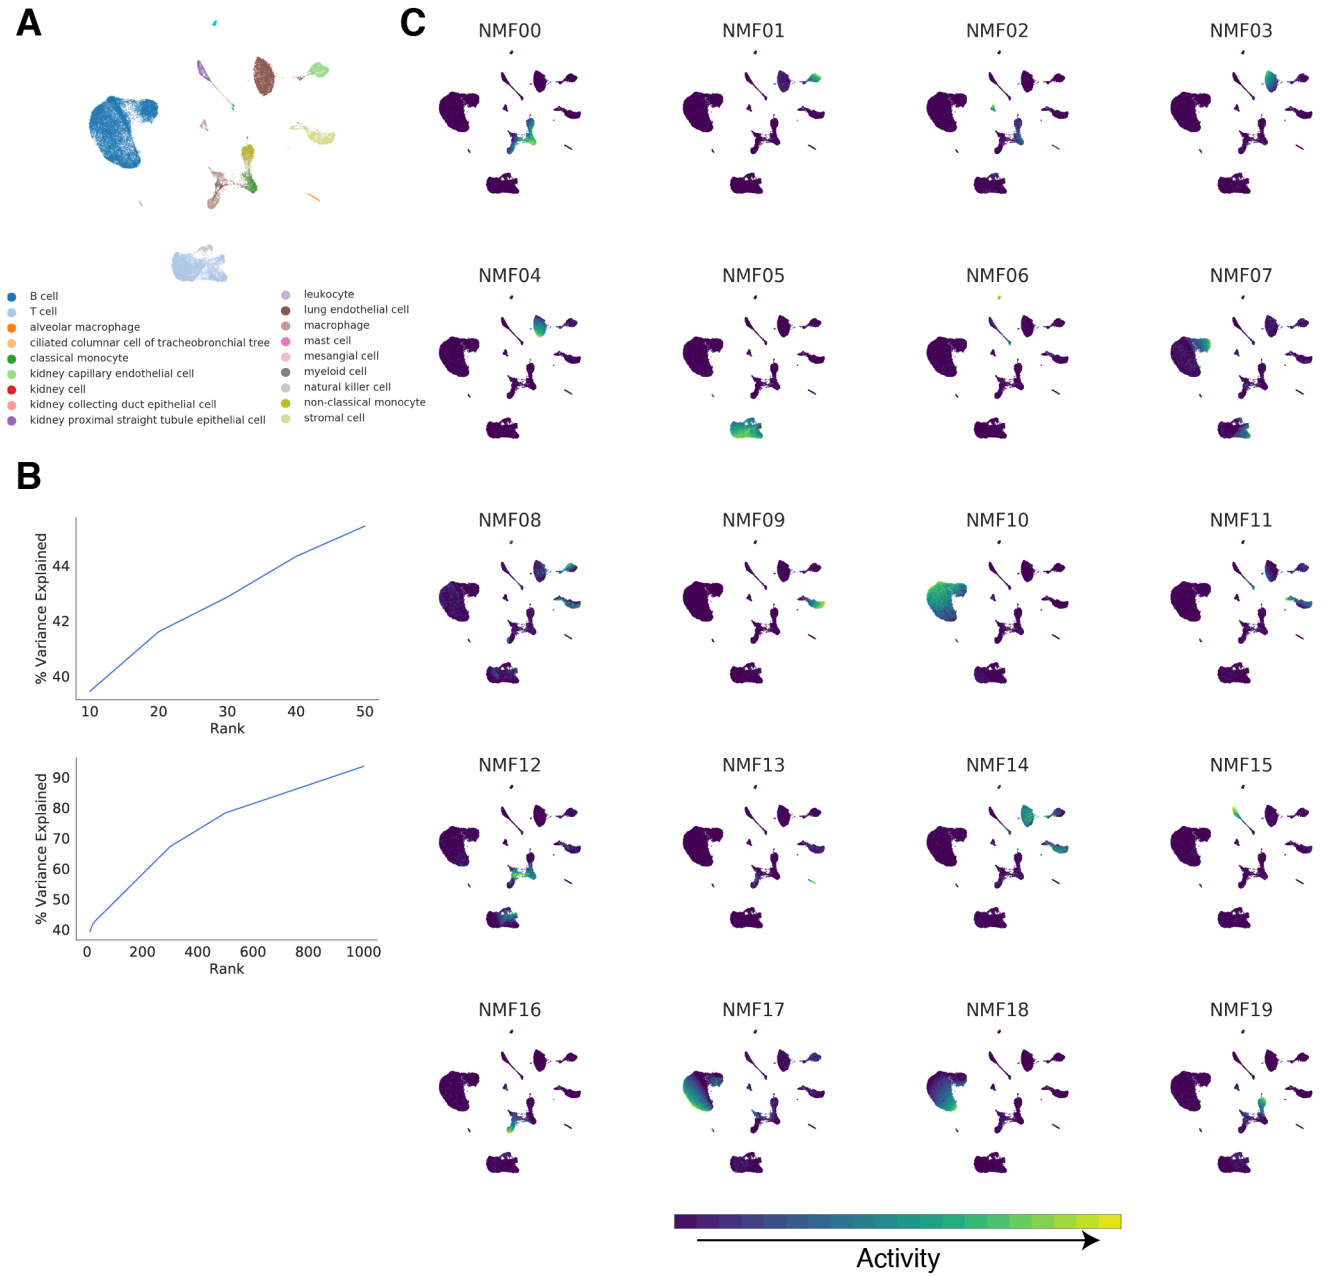 A
B cell
T cell
alveolar macrophage
ciliated columnar cell of tracheobronchial tree
classical monocyte
kidney capillary endothelial cell
kidney cell
kidney collecting duct epithelial cell
kidney proximal straight tubule epithelial cell
leukocyte
lung endothelial cell
macrophage
mast cell
mesangial cell
myeloid cell
natural killer cell
non-classical monocyte
stromal cell
B
% Variance Explained
44
42
40
10 20 30 40 50
Rank
% Variance Explained
90
80
70
60
50
40
0 200 400 600 800 1000
Rank
C
NMF00 NMF01 NMF02 NMF03
NMF04 NMF05 NMF06 NMF07
NMF08 NMF09 NMF10 NMF11
NMF12 NMF13 NMF14 NMF15
NMF16 NMF17 NMF18 NMF19
Activity